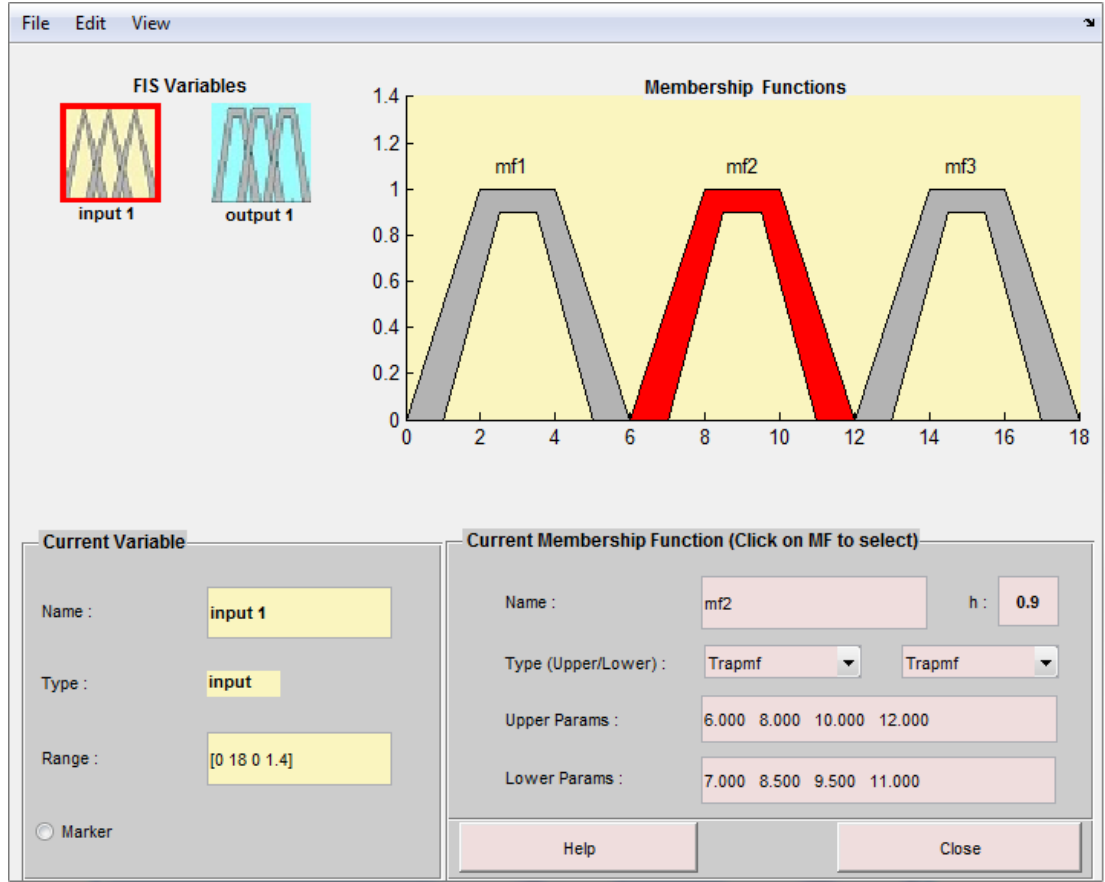 File Edit View
FIS Variables
input 1
output 1
Membership Functions
1.4
1.2
1
0.8
0.6
0.4
0.2
0
mf1
mf2
mf3
0 2 4 6 8 10 12 14 16 18
Current Variable
Name :
input 1
Type :
input
Range :
[0 18 0 1.4]
Marker
Current Membership Function (Click on MF to select)
Name :
mf2
h :
0.9
Type (Upper/Lower) :
Trapmf
Trapmf
Upper Params :
6.000 8.000 10.000 12.000
Lower Params :
7.000 8.500 9.500 11.000
Help
Close